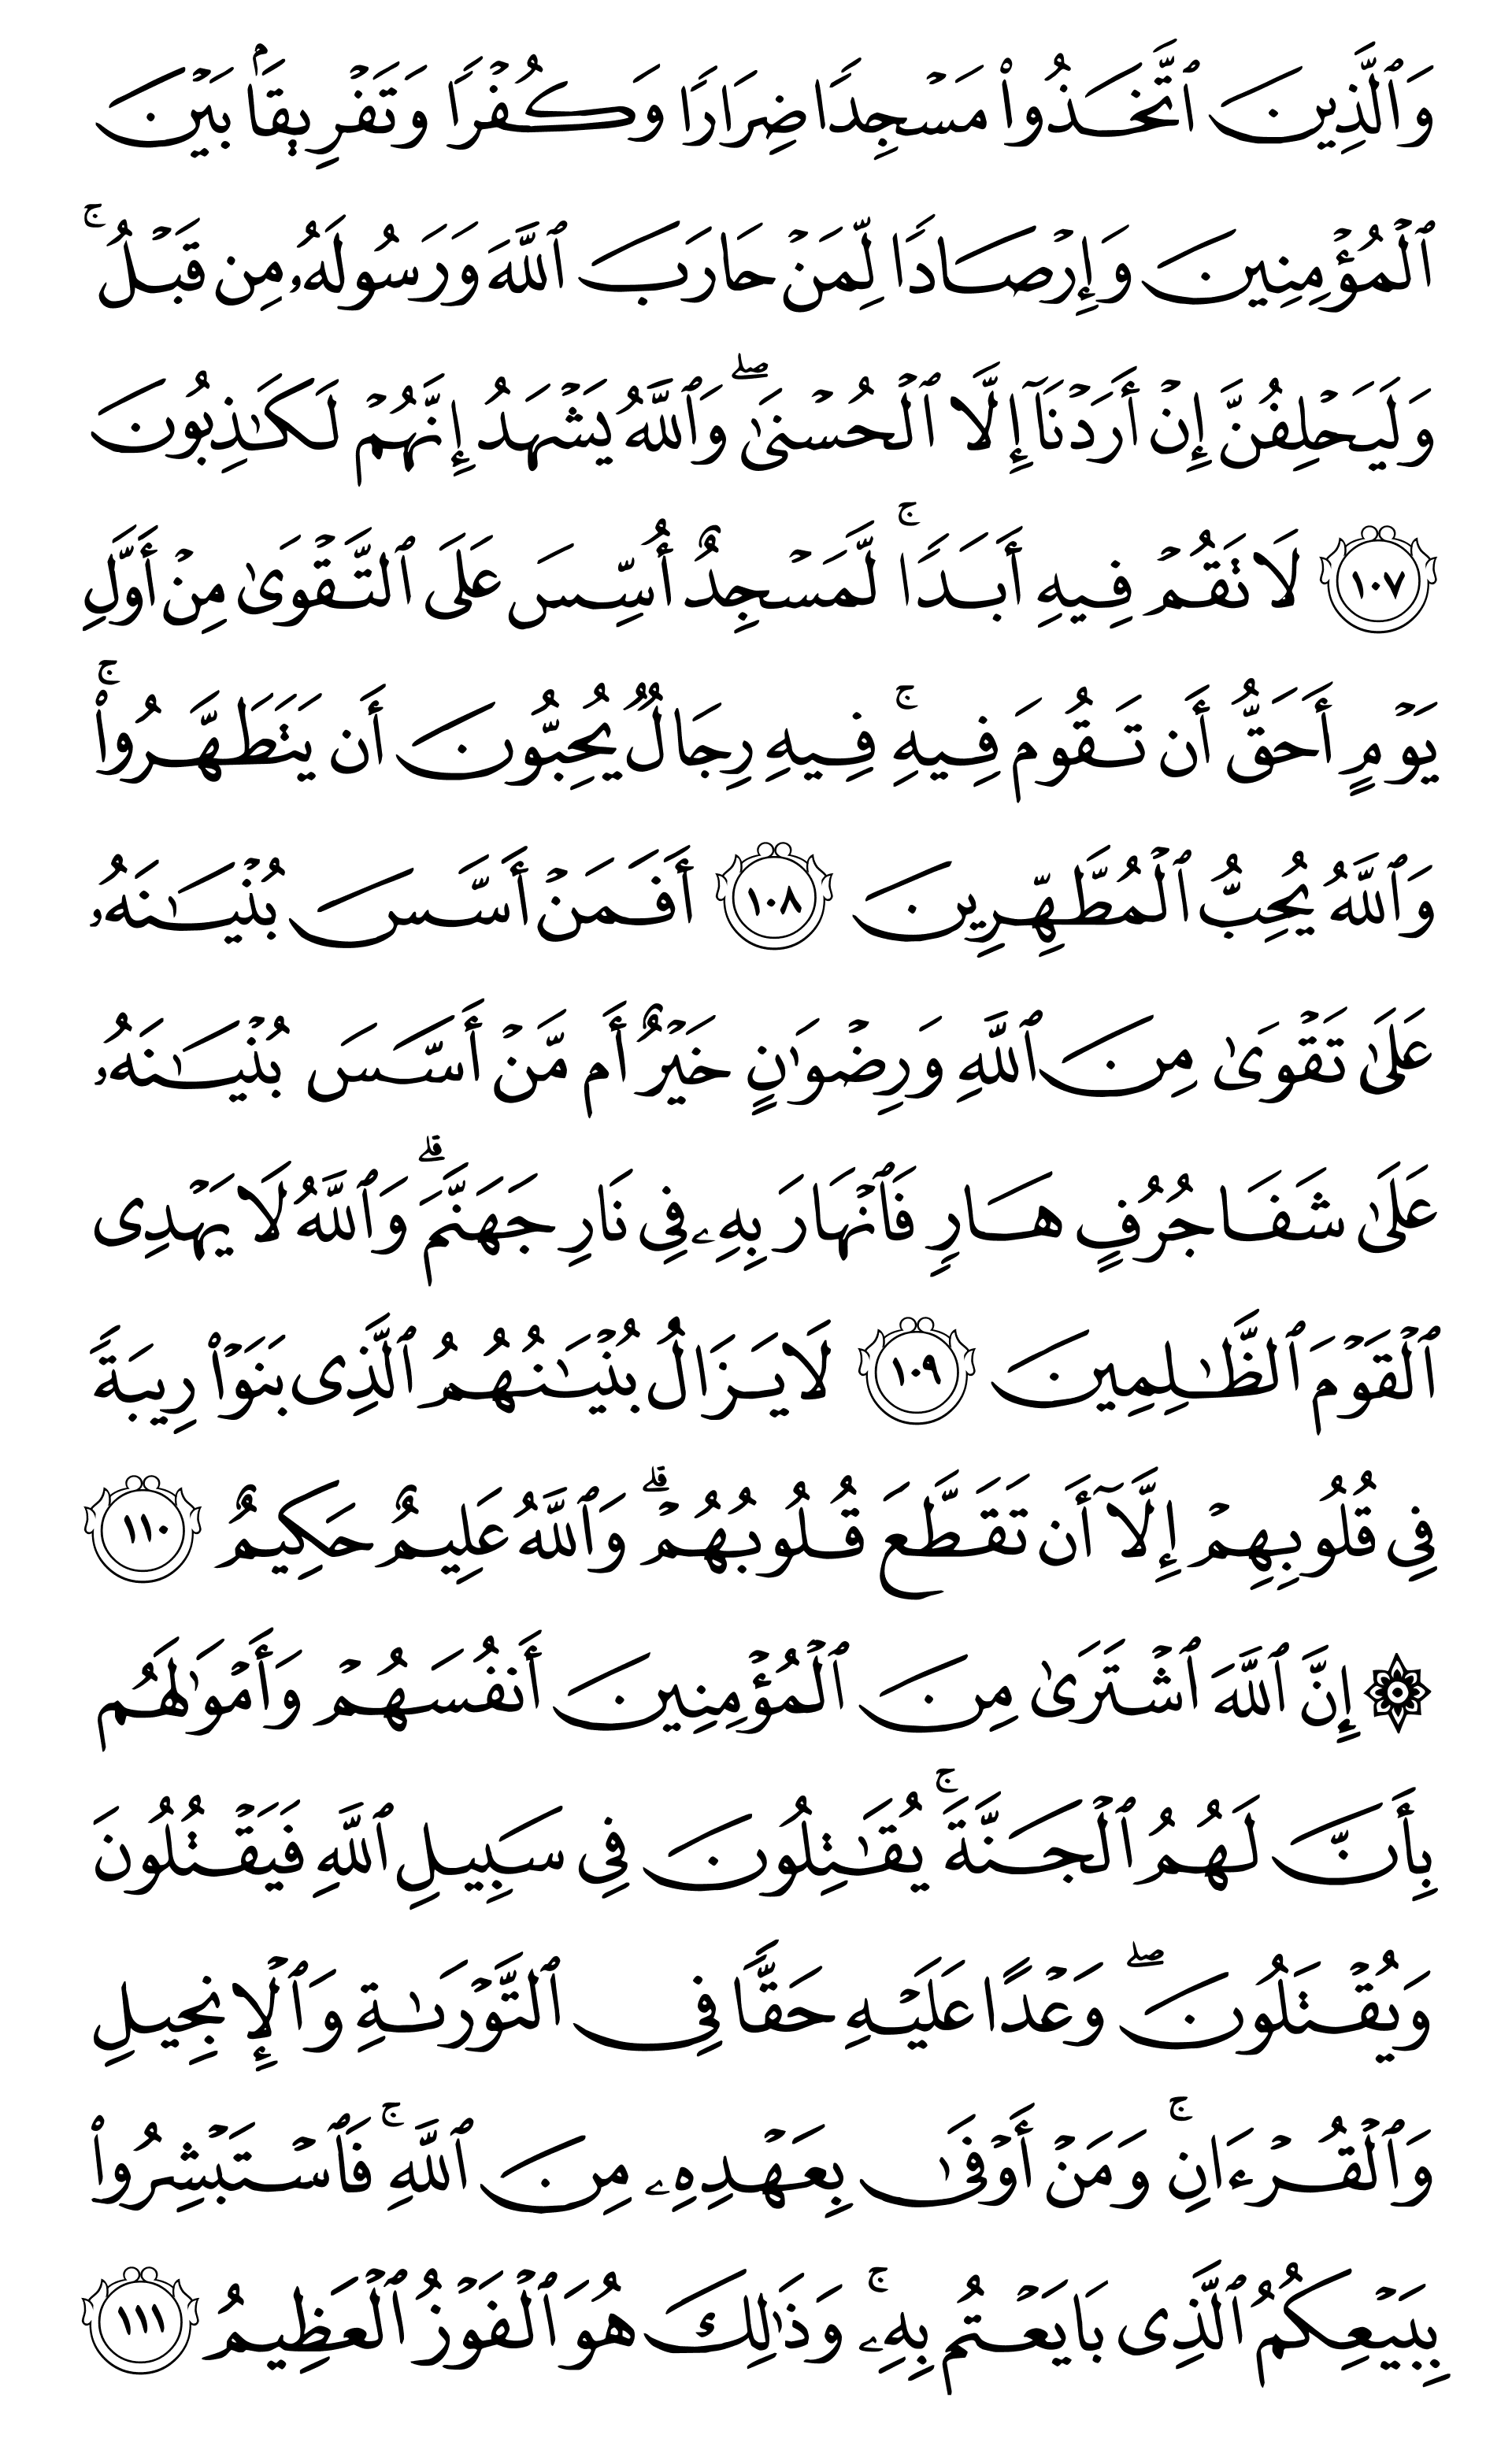 وَٱلَّذِينَ ٱتَّخَذُوا۟ مَسْجِدًا ضِرَارًا وَكُفْرًا وَتَفْرِيقًۢا بَيْنَ
ٱلْمُؤْمِنِينَ وَإِرْصَادًا لِّمَنْ حَارَبَ ٱللَّهَ وَرَسُولَهُۥ مِن قَبْلُ ۚ
وَلَيَحْلِفُنَّ إِنْ أَرَدْنَآ إِلَّا ٱلْحُسْنَىٰ ۖ وَٱللَّهُ يَشْهَدُ إِنَّهُمْ لَكَـٰذِبُونَ
١٠٧ لَا تَقُمْ فِيهِ أَبَدًا ۚ لَّمَسْجِدٌ أُسِّسَ عَلَى ٱلتَّقْوَىٰ مِنْ أَوَّلِ
يَوْمٍ أَحَقُّ أَن تَقُومَ فِيهِ ۚ فِيهِ رِجَالٌ يُحِبُّونَ أَن يَتَطَهَّرُوا۟ ۚ
وَٱللَّهُ يُحِبُّ ٱلْمُطَّهِّرِينَ ١٠٨ أَفَمَنْ أَسَّسَ بُنْيَـٰنَهُۥ
عَلَىٰ تَقْوَىٰ مِنَ ٱللَّهِ وَرِضْوَٰنٍ خَيْرٌ أَم مَّنْ أَسَّسَ بُنْيَـٰنَهُۥ
عَلَىٰ شَفَا جُرُفٍ هَارٍ فَٱنْهَارَ بِهِۦ فِى نَارِ جَهَنَّمَ ۗ وَٱللَّهُ لَا يَهْدِى
ٱلْقَوْمَ ٱلظَّـٰلِمِينَ ١٠٩ لَا يَزَالُ بُنْيَـٰنُهُمُ ٱلَّذِى بَنَوْا۟ رِيبَةً
فِى قُلُوبِهِمْ إِلَّآ أَن تَقَطَّعَ قُلُوبُهُمْ ۗ وَٱللَّهُ عَلِيمٌ حَكِيمٌ ١١٠
۞ إِنَّ ٱللَّهَ ٱشْتَرَىٰ مِنَ ٱلْمُؤْمِنِينَ أَنفُسَهُمْ وَأَمْوَٰلَهُم
بِأَنَّ لَهُمُ ٱلْجَنَّةَ ۚ يُقَـٰتِلُونَ فِى سَبِيلِ ٱللَّهِ فَيَقْتُلُونَ
وَيُقْتَلُونَ ۖ وَعْدًا عَلَيْهِ حَقًّا فِى ٱلتَّوْرَىٰةِ وَٱلْإِنجِيلِ
وَٱلْقُرْءَانِ ۚ وَمَنْ أَوْفَىٰ بِعَهْدِهِۦ مِنَ ٱللَّهِ ۚ فَٱسْتَبْشِرُوا۟
بِبَيْعِكُمُ ٱلَّذِى بَايَعْتُم بِهِۦ ۚ وَذَٰلِكَ هُوَ ٱلْفَوْزُ ٱلْعَظِيمُ ١١١